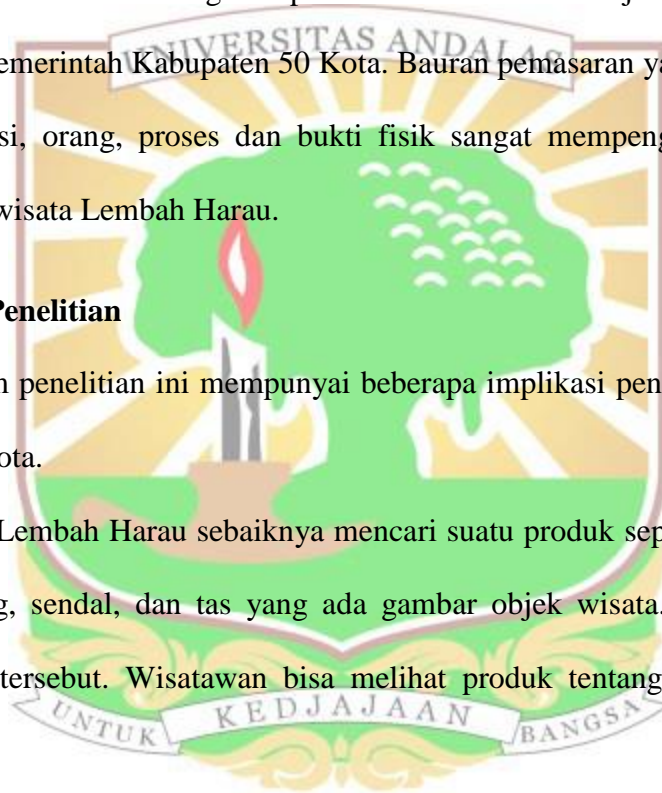 UNIVERSITAS ANDALAS
emerintah Kabupaten 50 Kota. Bauran pemasaran ya
si, orang, proses dan bukti fisik sangat mempeng
wisata Lembah Harau.
Penelitian
n penelitian ini mempunyai beberapa implikasi pen
ota.
Lembah Harau sebaiknya mencari suatu produk sep
g, sendal, dan tas yang ada gambar objek wisata.
tersebut. Wisatawan bisa melihat produk tentang
UNTUK KEDJAJAAN BANGSA